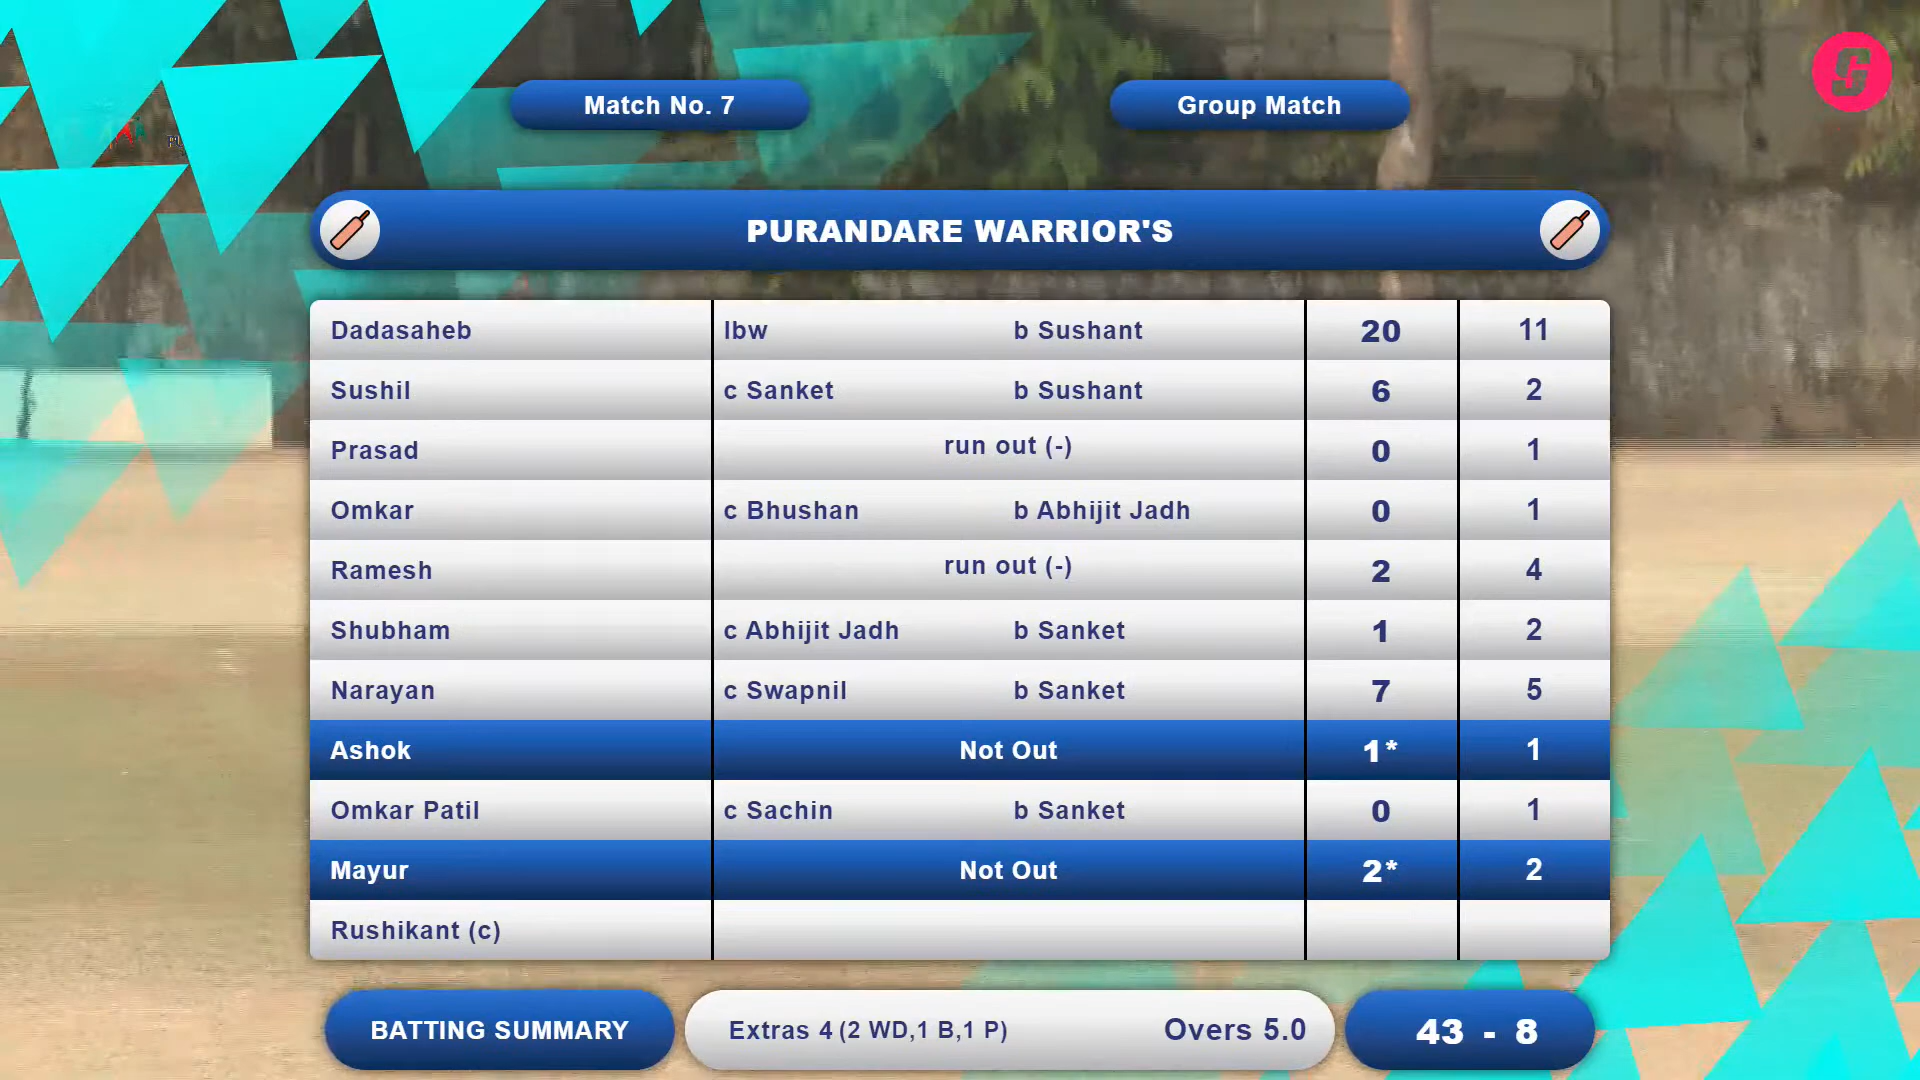 Match No. 7
Group Match
PURANDARE WARRIOR'S
Dadasaheb lbw b Sushant 20 11
Sushil c Sanket b Sushant 6 2
Prasad run out (-) 0 1
Omkar c Bhushan b Abhijit Jadh 0 1
Ramesh run out (-) 2 4
Shubham c Abhijit Jadh b Sanket 1 2
Narayan c Swapnil b Sanket 7 5
Ashok Not Out 1* 1
Omkar Patil c Sachin b Sanket 0 1
Mayur Not Out 2* 2
Rushikant (c)
BATTING SUMMARY Extras 4 (2 WD,1 B,1 P) Overs 5.0 43 - 8